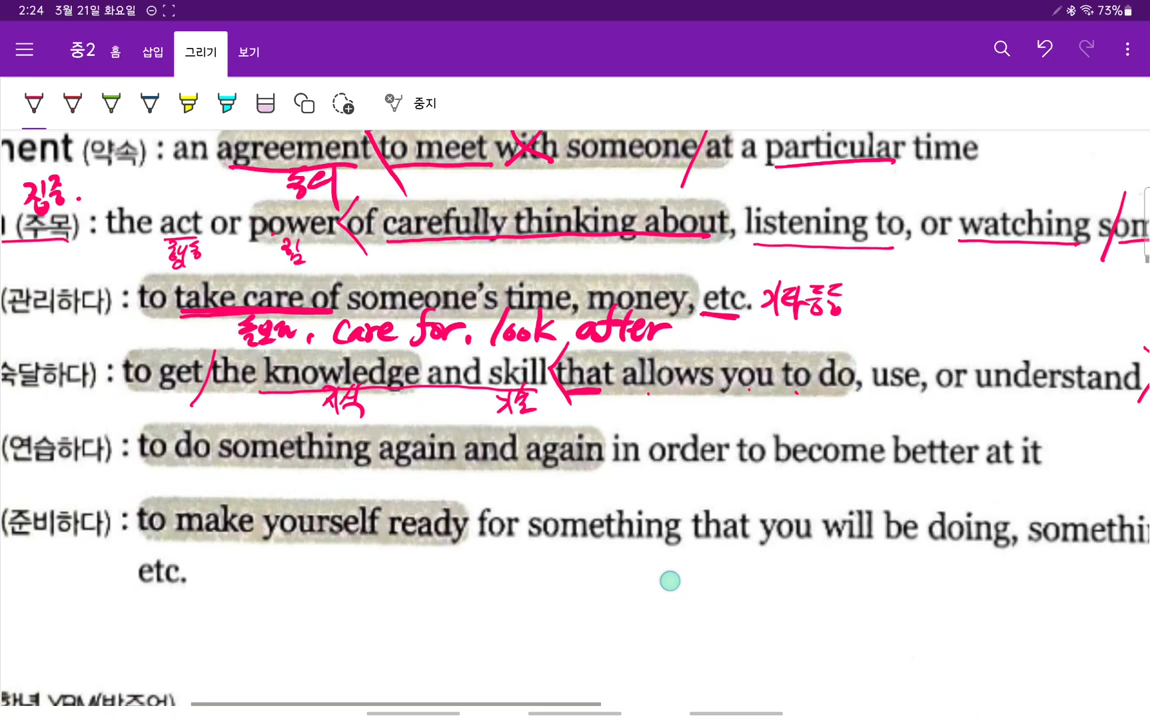 2:24 3월 21일 화요일 73%
중2 홈 삽입 그리기 보기
중지
nent (약속) : an agreement to meet with someone at a particular time
동의
집중.
(주목) : the act or power of carefully thinking about, listening to, or watching som
행동 힘
(관리하다) : to take care of someone's time, money, etc. 기타등등
돌보다, care for, look after
숙달하다) : to get the knowledge and skill that allows you to do, use, or understand
지식 기술
(연습하다) : to do something again and again in order to become better at it
(준비하다) : to make yourself ready for something that you will be doing, somethi
etc.